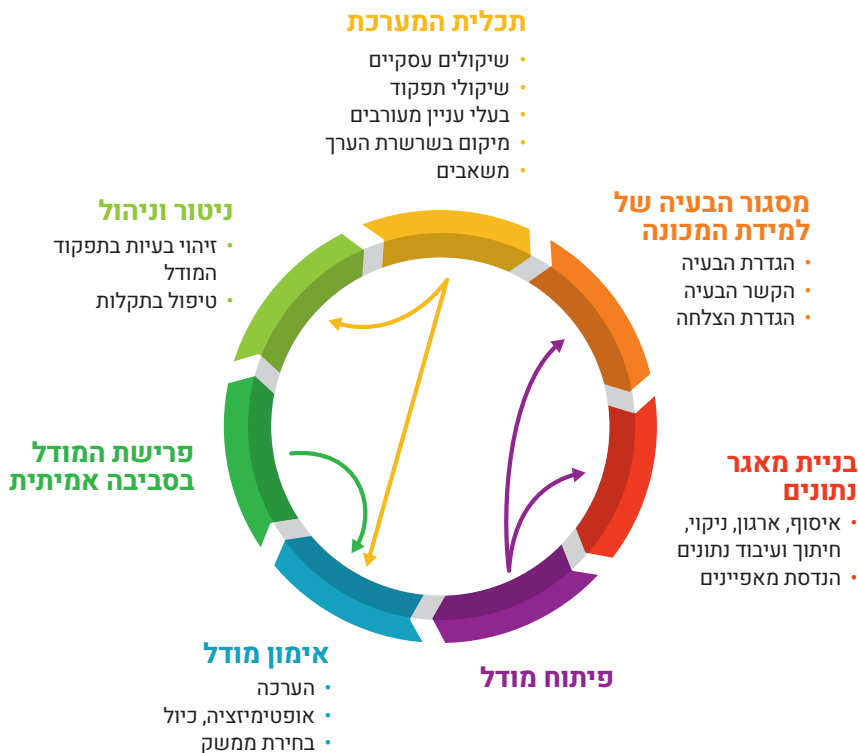 תכלית המערכת
• שיקולים עסקיים
• שיקולי תפקוד
• בעלי עניין מעורבים
• מיקום בשרשרת הערך
• משאבים
מסגור הבעיה של
למידת המכונה
• הגדרת הבעיה
• הקשר הבעיה
• הגדרת הצלחה
בניית מאגר
נתונים
• איסוף, ארגון, ניקוי,
חיתוך ועיבוד נתונים
• הנדסת מאפיינים
פיתוח מודל
אימון מודל
• הערכה
• אופטימיזציה, כיול
• בחירת ממשק
פרישת המודל
בסביבה אמיתית
ניטור וניהול
• זיהוי בעיות בתפקוד
המודל
• טיפול בתקלות